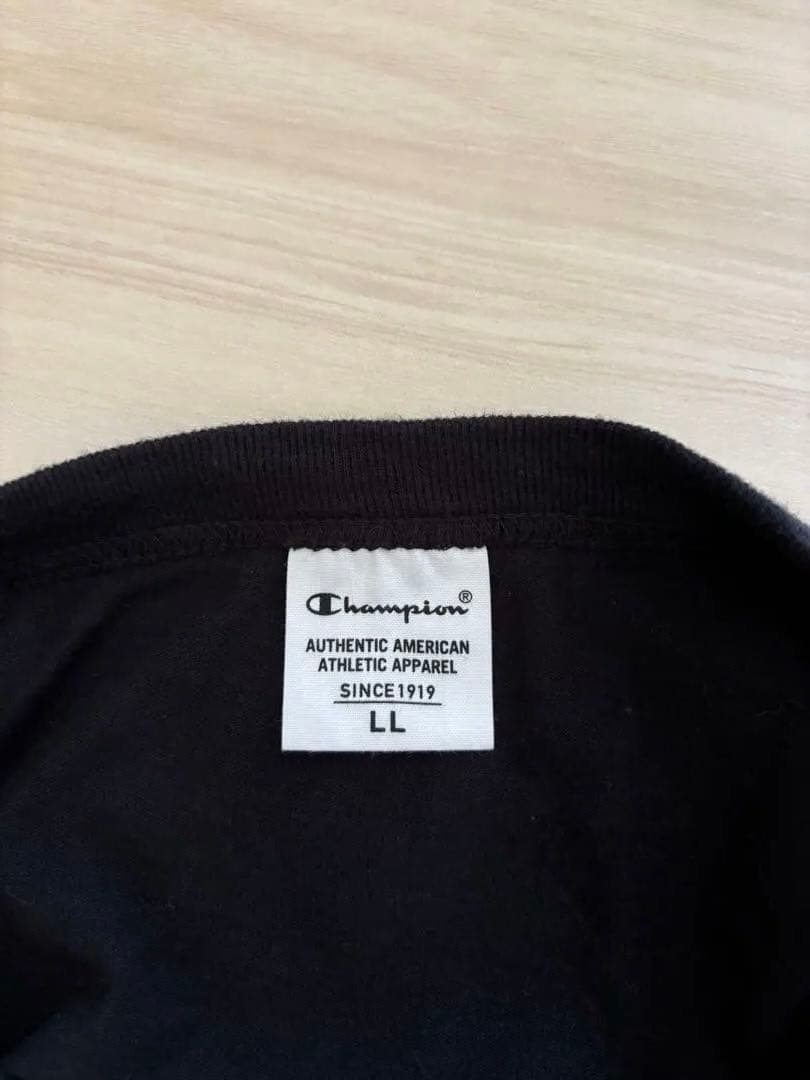 Champion®
AUTHENTIC AMERICAN
ATHLETIC APPAREL
SINCE 1919
LL